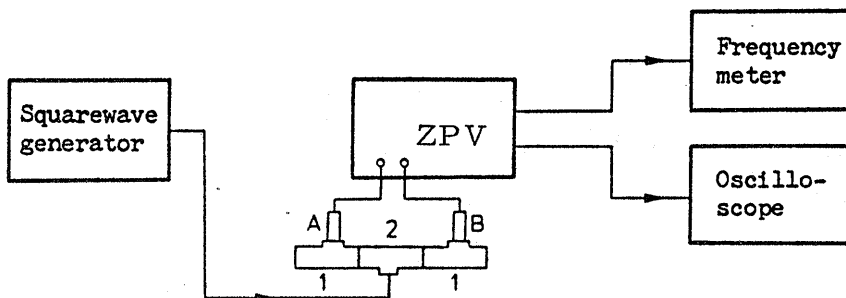 Squarewave
generator
ZPV
Frequency
meter
Oscillo-
scope
A
2
B
1
1